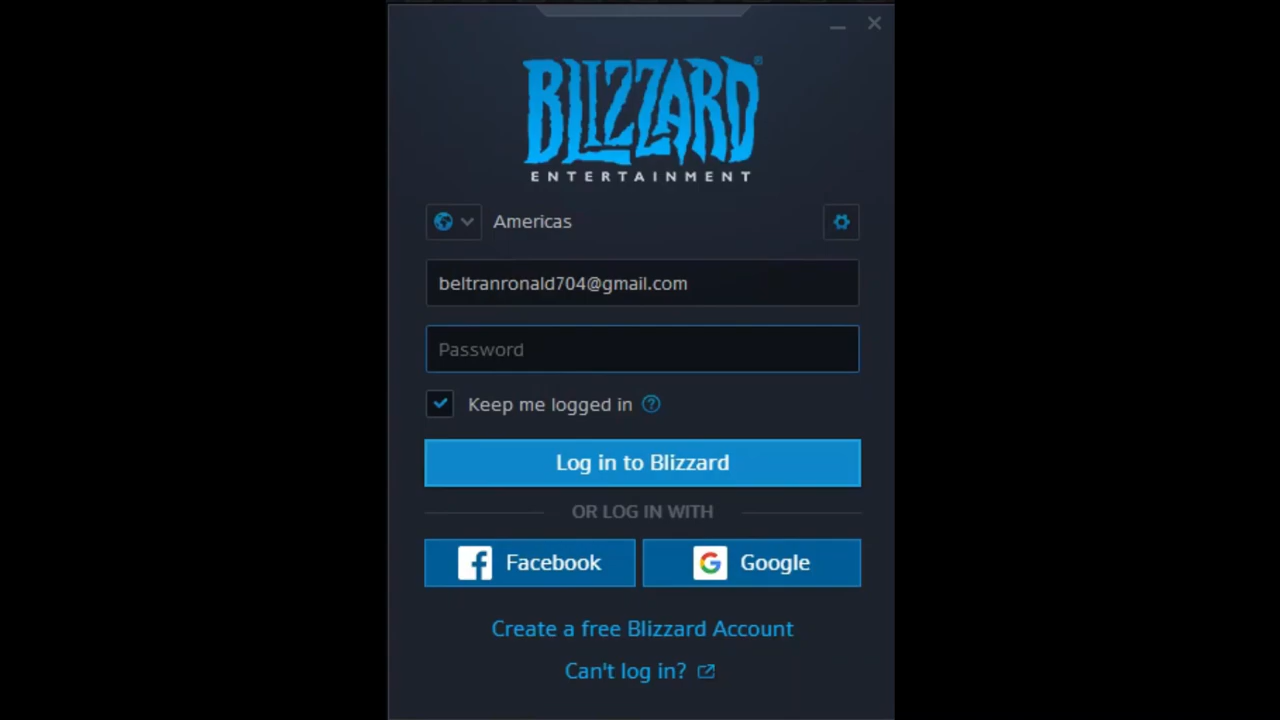 BLIZZARD®
ENTERTAINMENT
Americas
beltranronald704@gmail.com
Password
Keep me logged in ?
Log in to Blizzard
OR LOG IN WITH
Facebook
Google
Create a free Blizzard Account
Can't log in?